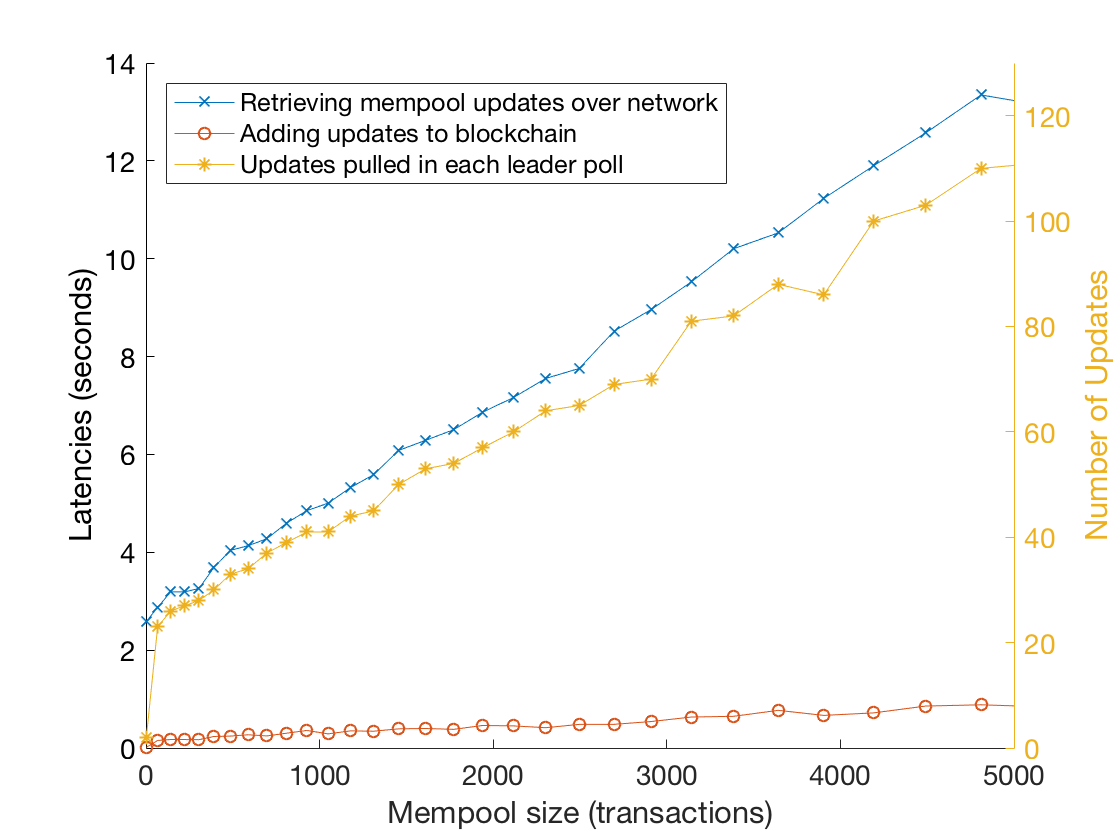 Retrieving mempool updates over network
Adding updates to blockchain
Updates pulled in each leader poll
14
12
10
8
6
4
2
0
Latencies (seconds)
120
100
80
60
40
20
0
Number of Updates
0 1000 2000 3000 4000 5000
Mempool size (transactions)